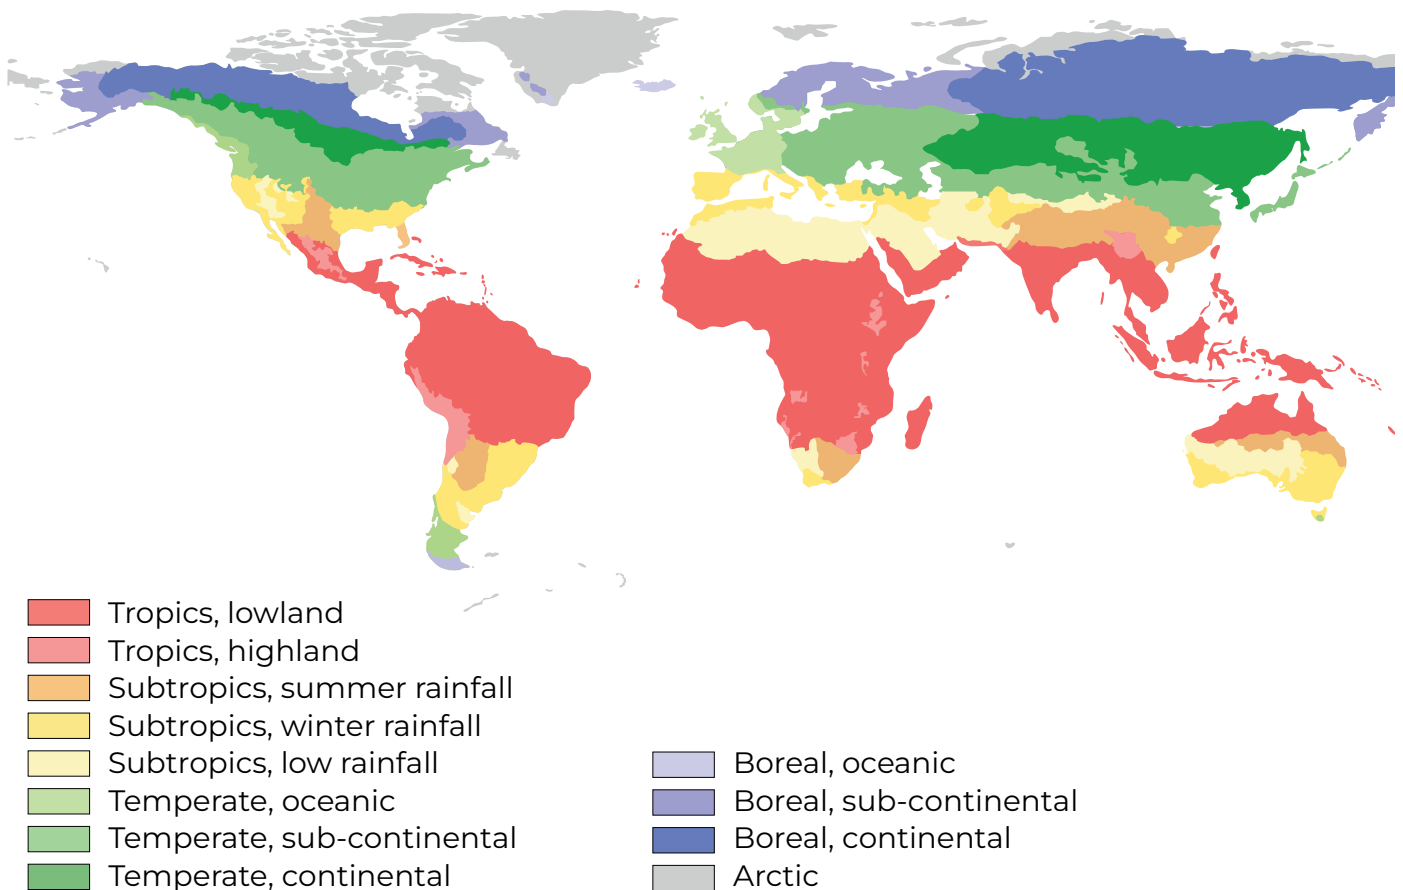 Tropics, lowland
Tropics, highland
Subtropics, summer rainfall
Subtropics, winter rainfall
Subtropics, low rainfall
Temperate, oceanic
Temperate, sub-continental
Temperate, continental
Boreal, oceanic
Boreal, sub-continental
Boreal, continental
Arctic